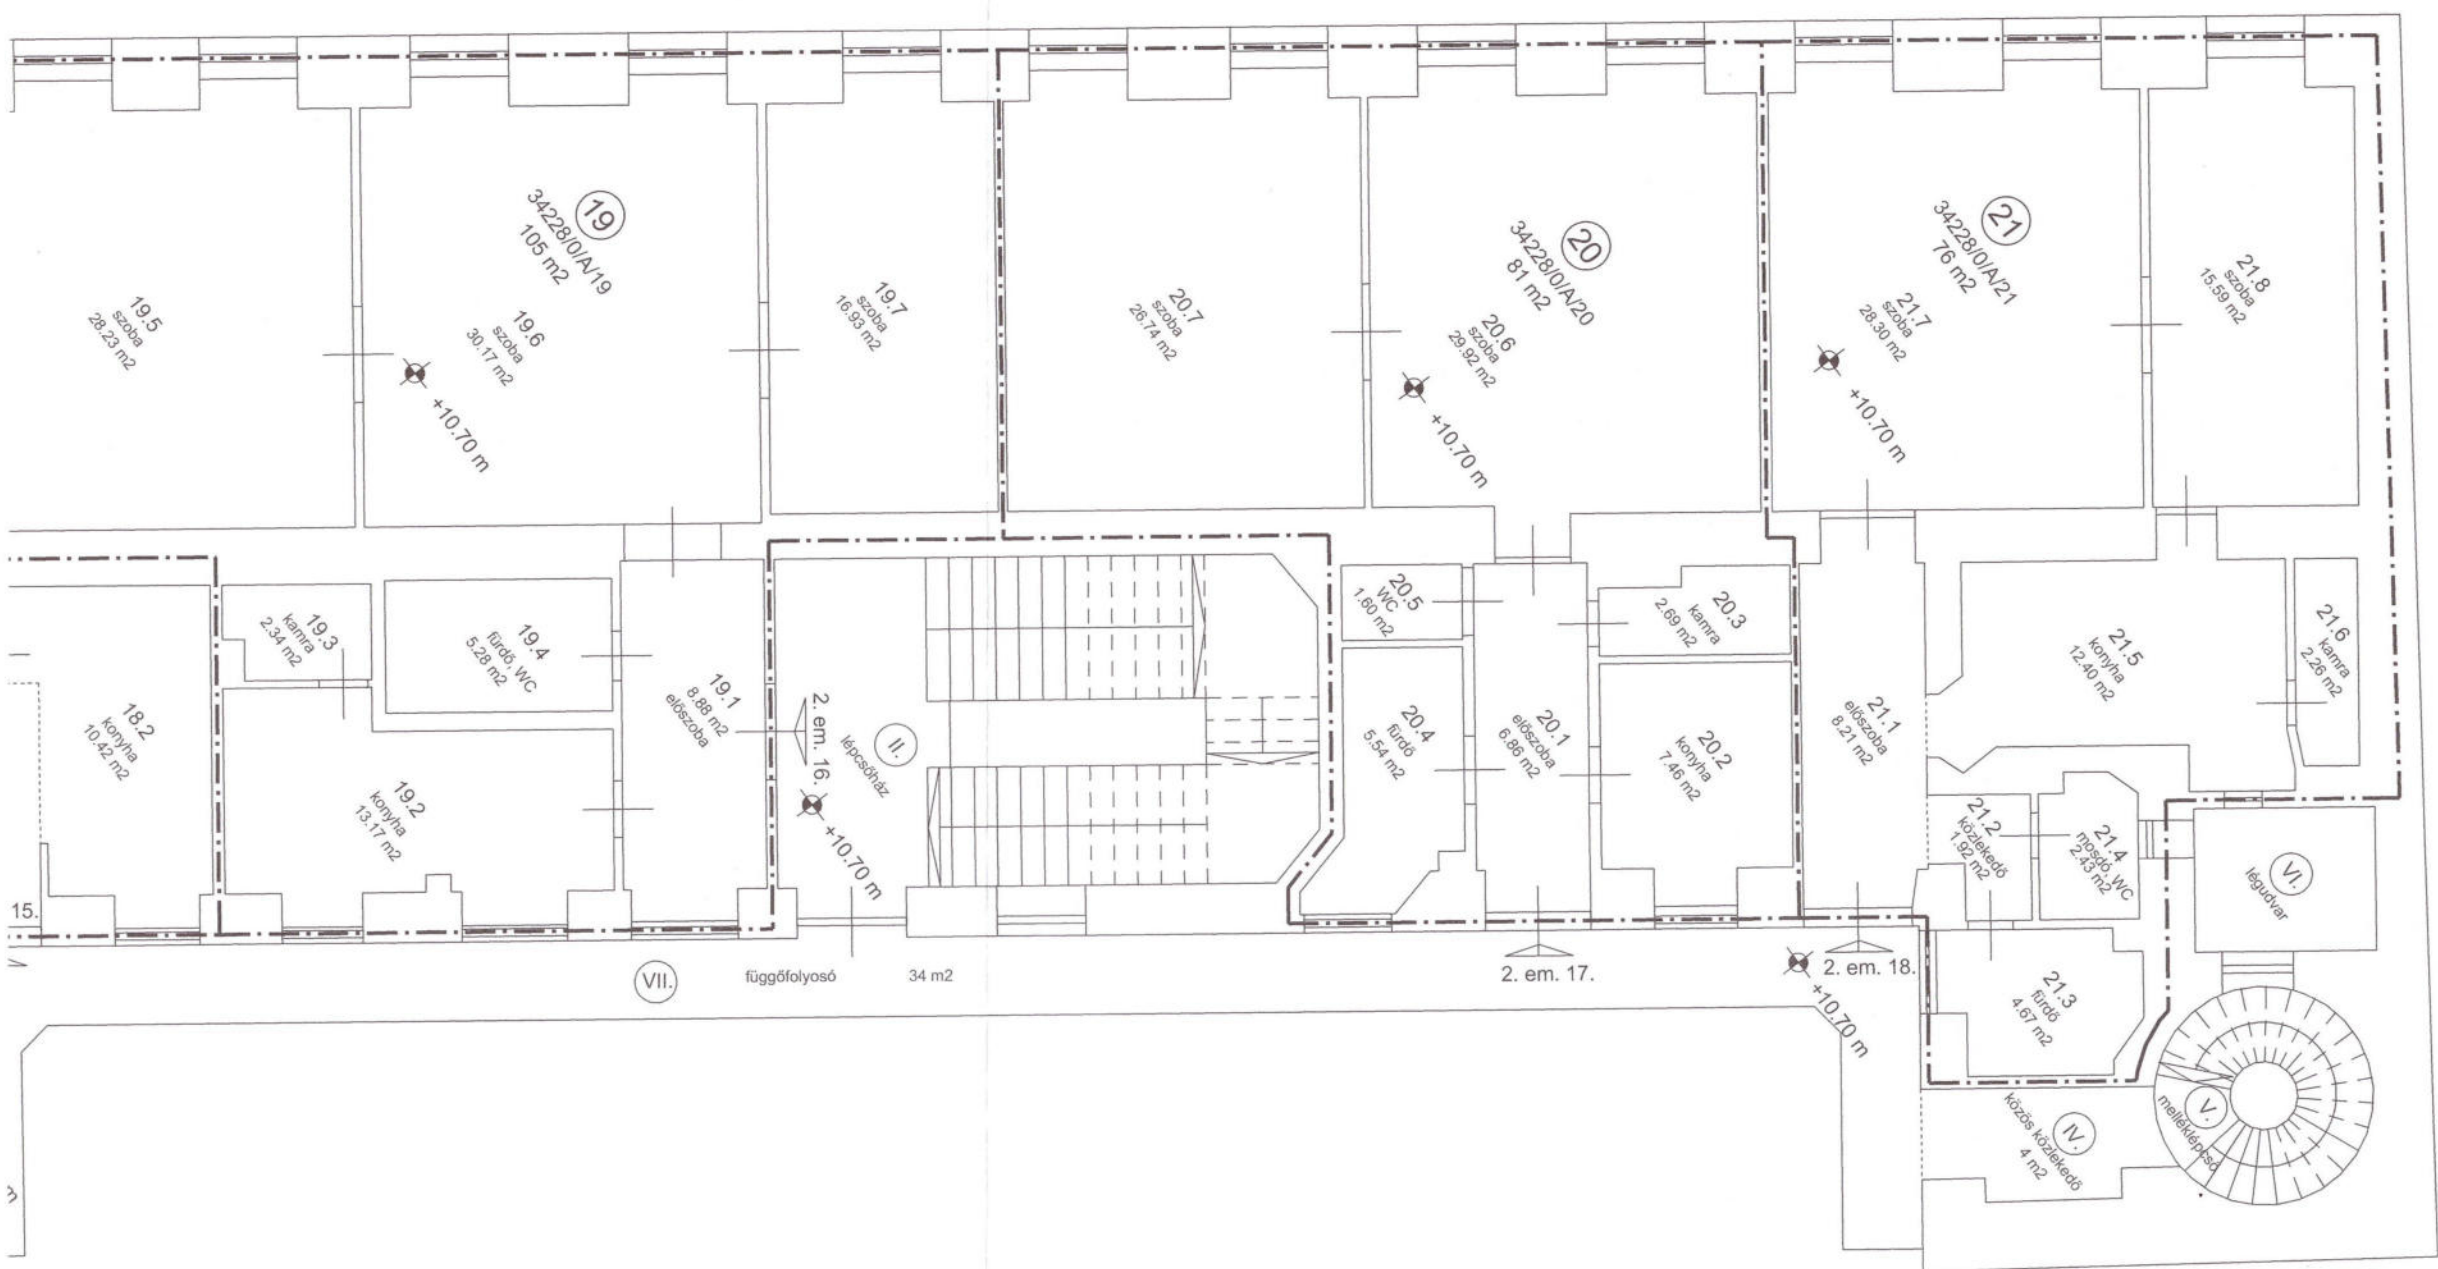 19
34228/0/A/19
105 m2
19.5
szoba
28.23 m2
19.6
szoba
30.17 m2
+10.70 m
19.7
szoba
16.93 m2
20.7
szoba
26.74 m2
20
34228/0/A/20
81 m2
20.6
szoba
29.92 m2
+10.70 m
21
34228/0/A/21
76 m2
21.7
szoba
28.30 m2
+10.70 m
21.8
szoba
15.59 m2
18.2
konyha
10.42 m2
19.3
kamra
2.34 m2
19.4
fürdő, WC
5.28 m2
19.2
konyha
13.17 m2
19.1
8.88 m2
előszoba
2. em. 16.
+10.70 m
II.
lépcsőház
20.5
WC
1.60 m2
20.4
fürdő
5.54 m2
20.1
előszoba
6.86 m2
20.3
kamra
2.69 m2
20.2
konyha
7.46 m2
21.1
előszoba
8.21 m2
21.5
konyha
12.40 m2
21.6
kamra
2.26 m2
21.2
közlekedő
1.92 m2
21.4
mosdó, WC
2.43 m2
VI.
légudvar
15.
VII.
függőfolyosó 34 m2
2. em. 17.
2. em. 18.
+10.70 m
21.3
fürdő
4.67 m2
IV.
közös közlekedő
4 m2
V.
melléklépcső